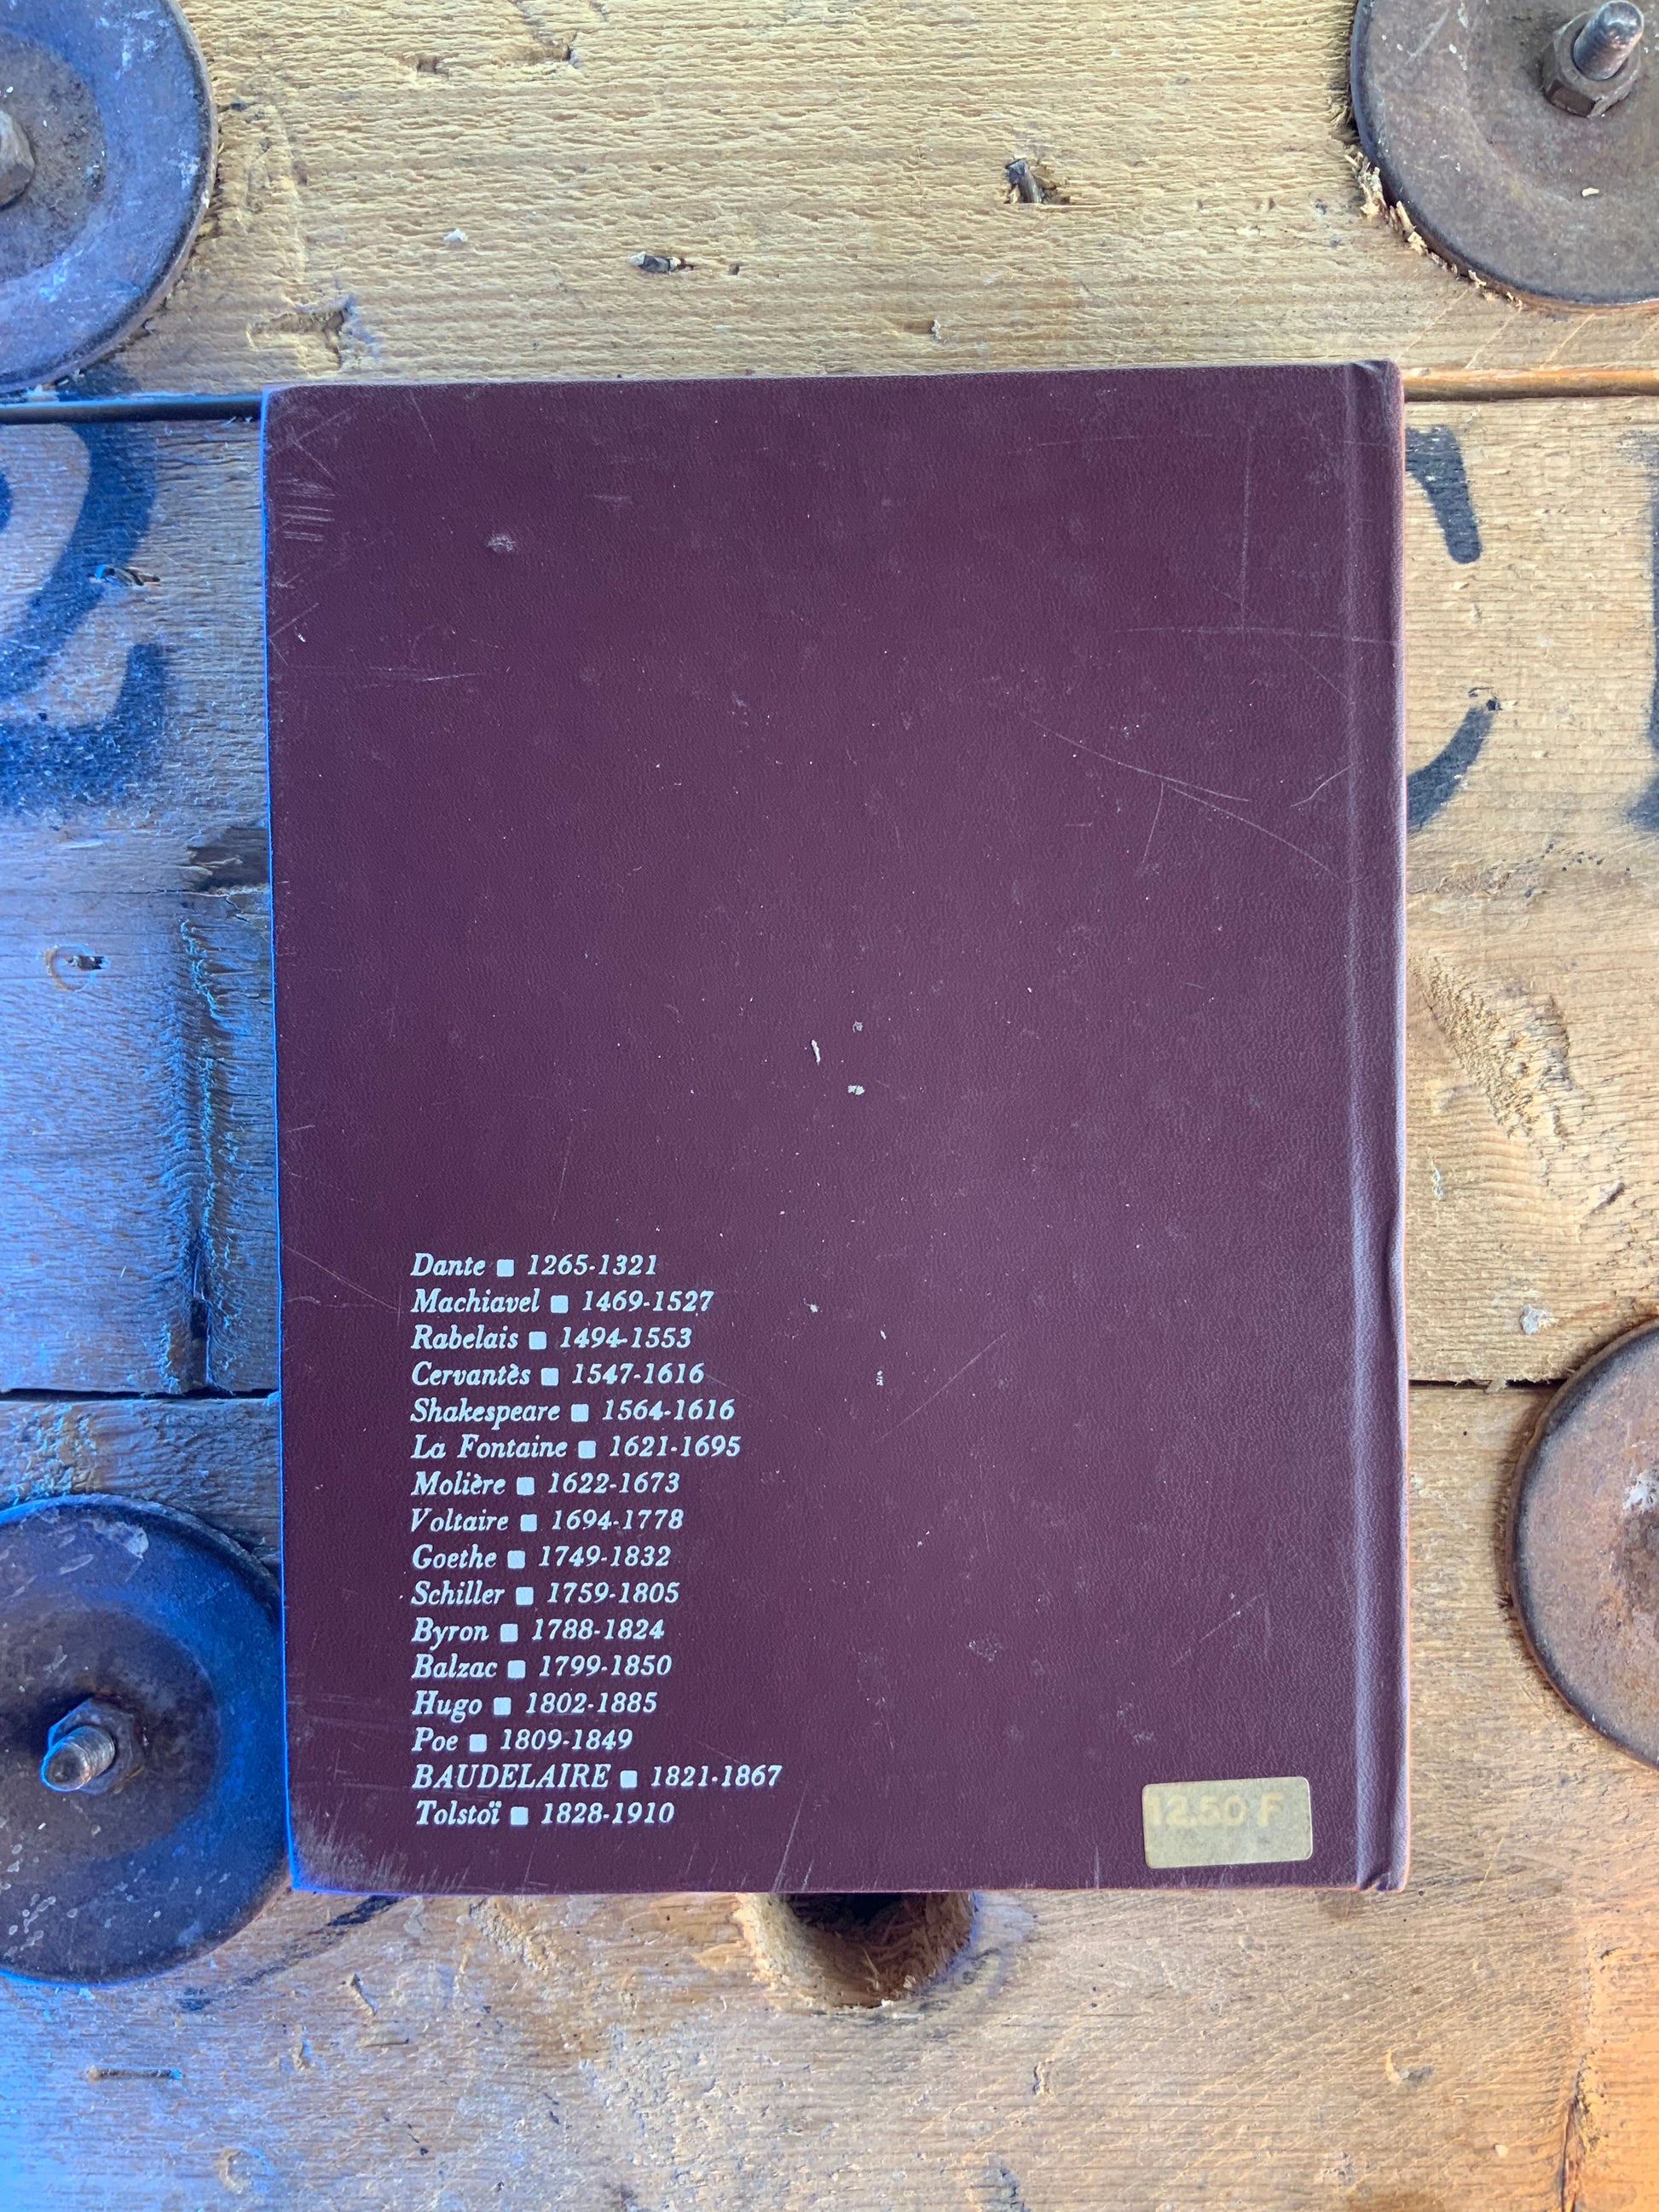 Dante ■ 1265-1321
Machiavel ■ 1469-1527
Rabelais ■ 1494-1553
Cervantès ■ 1547-1616
Shakespeare ■ 1564-1616
La Fontaine ■ 1621-1695
Molière ■ 1622-1673
Voltaire ■ 1694-1778
Goethe ■ 1749-1832
Schiller ■ 1759-1805
Byron ■ 1788-1824
Balzac ■ 1799-1850
Hugo ■ 1802-1885
Poe ■ 1809-1849
BAUDELAIRE ■ 1821-1867
Tolstoï ■ 1828-1910
12.50 F